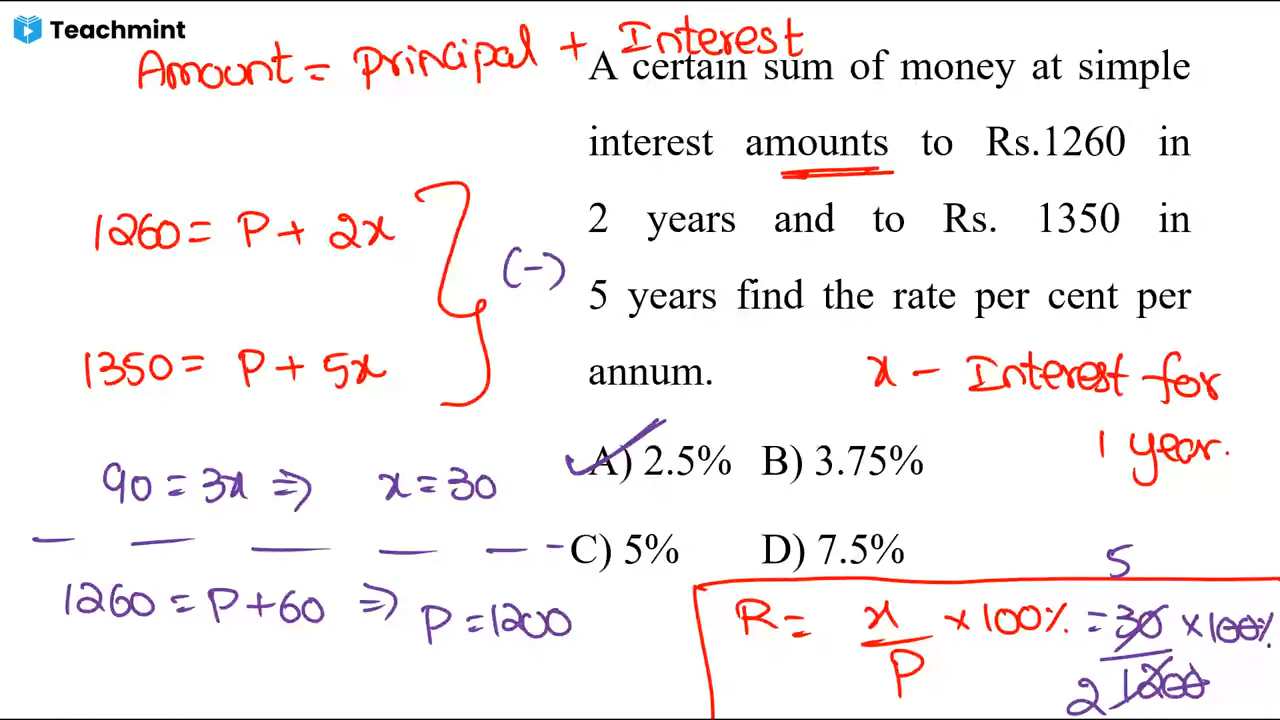 Teachmint
Amount = Principal + Interest
A certain sum of money at simple
interest amounts to Rs.1260 in
2 years and to Rs. 1350 in
5 years find the rate per cent per
annum.
1260 = P + 2x
(-)
1350 = P + 5x
x - Interest for
1 year.
A) 2.5% B) 3.75%
C) 5% D) 7.5%
90 = 3x ⇒ x = 30
1260 = P + 60 ⇒ P = 1200
5
R = x/P × 100% = 30/1200 × 100%
2